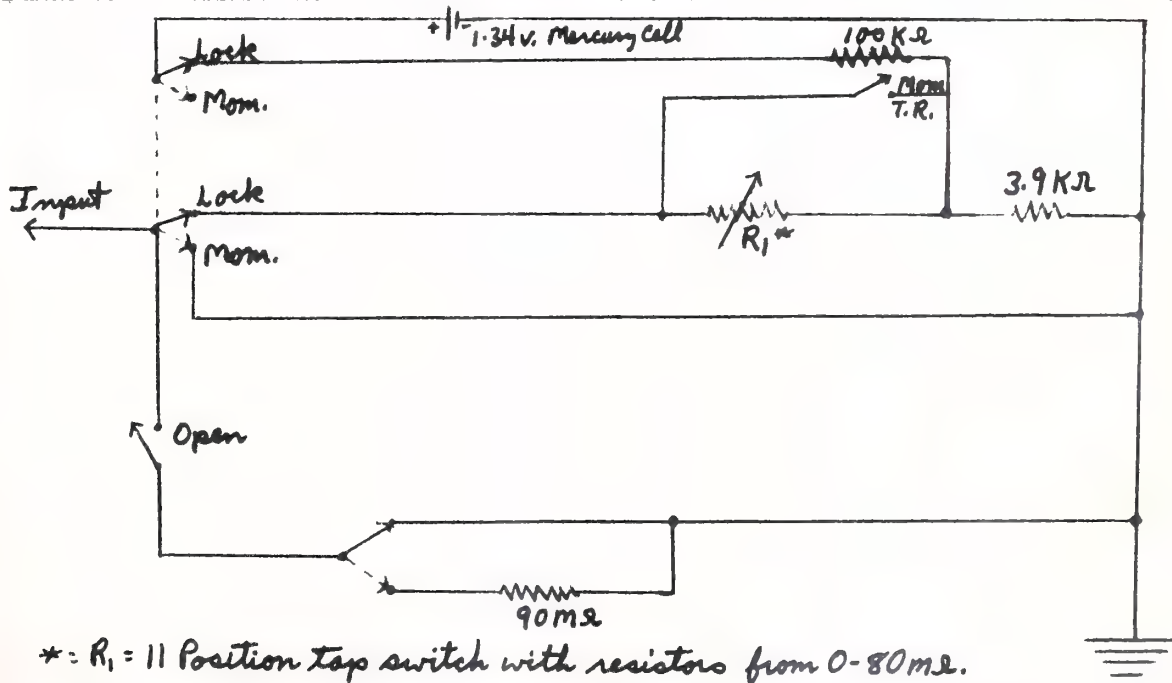 + - 1.34 v. Mercury Cell
100KΩ
Lock
Mom.
Mom
T.R.
Input
Lock
Mom.
R₁*
3.9KΩ
Open
90mΩ
*= R₁ = 11 Position tap switch with resistors from 0-80mΩ.